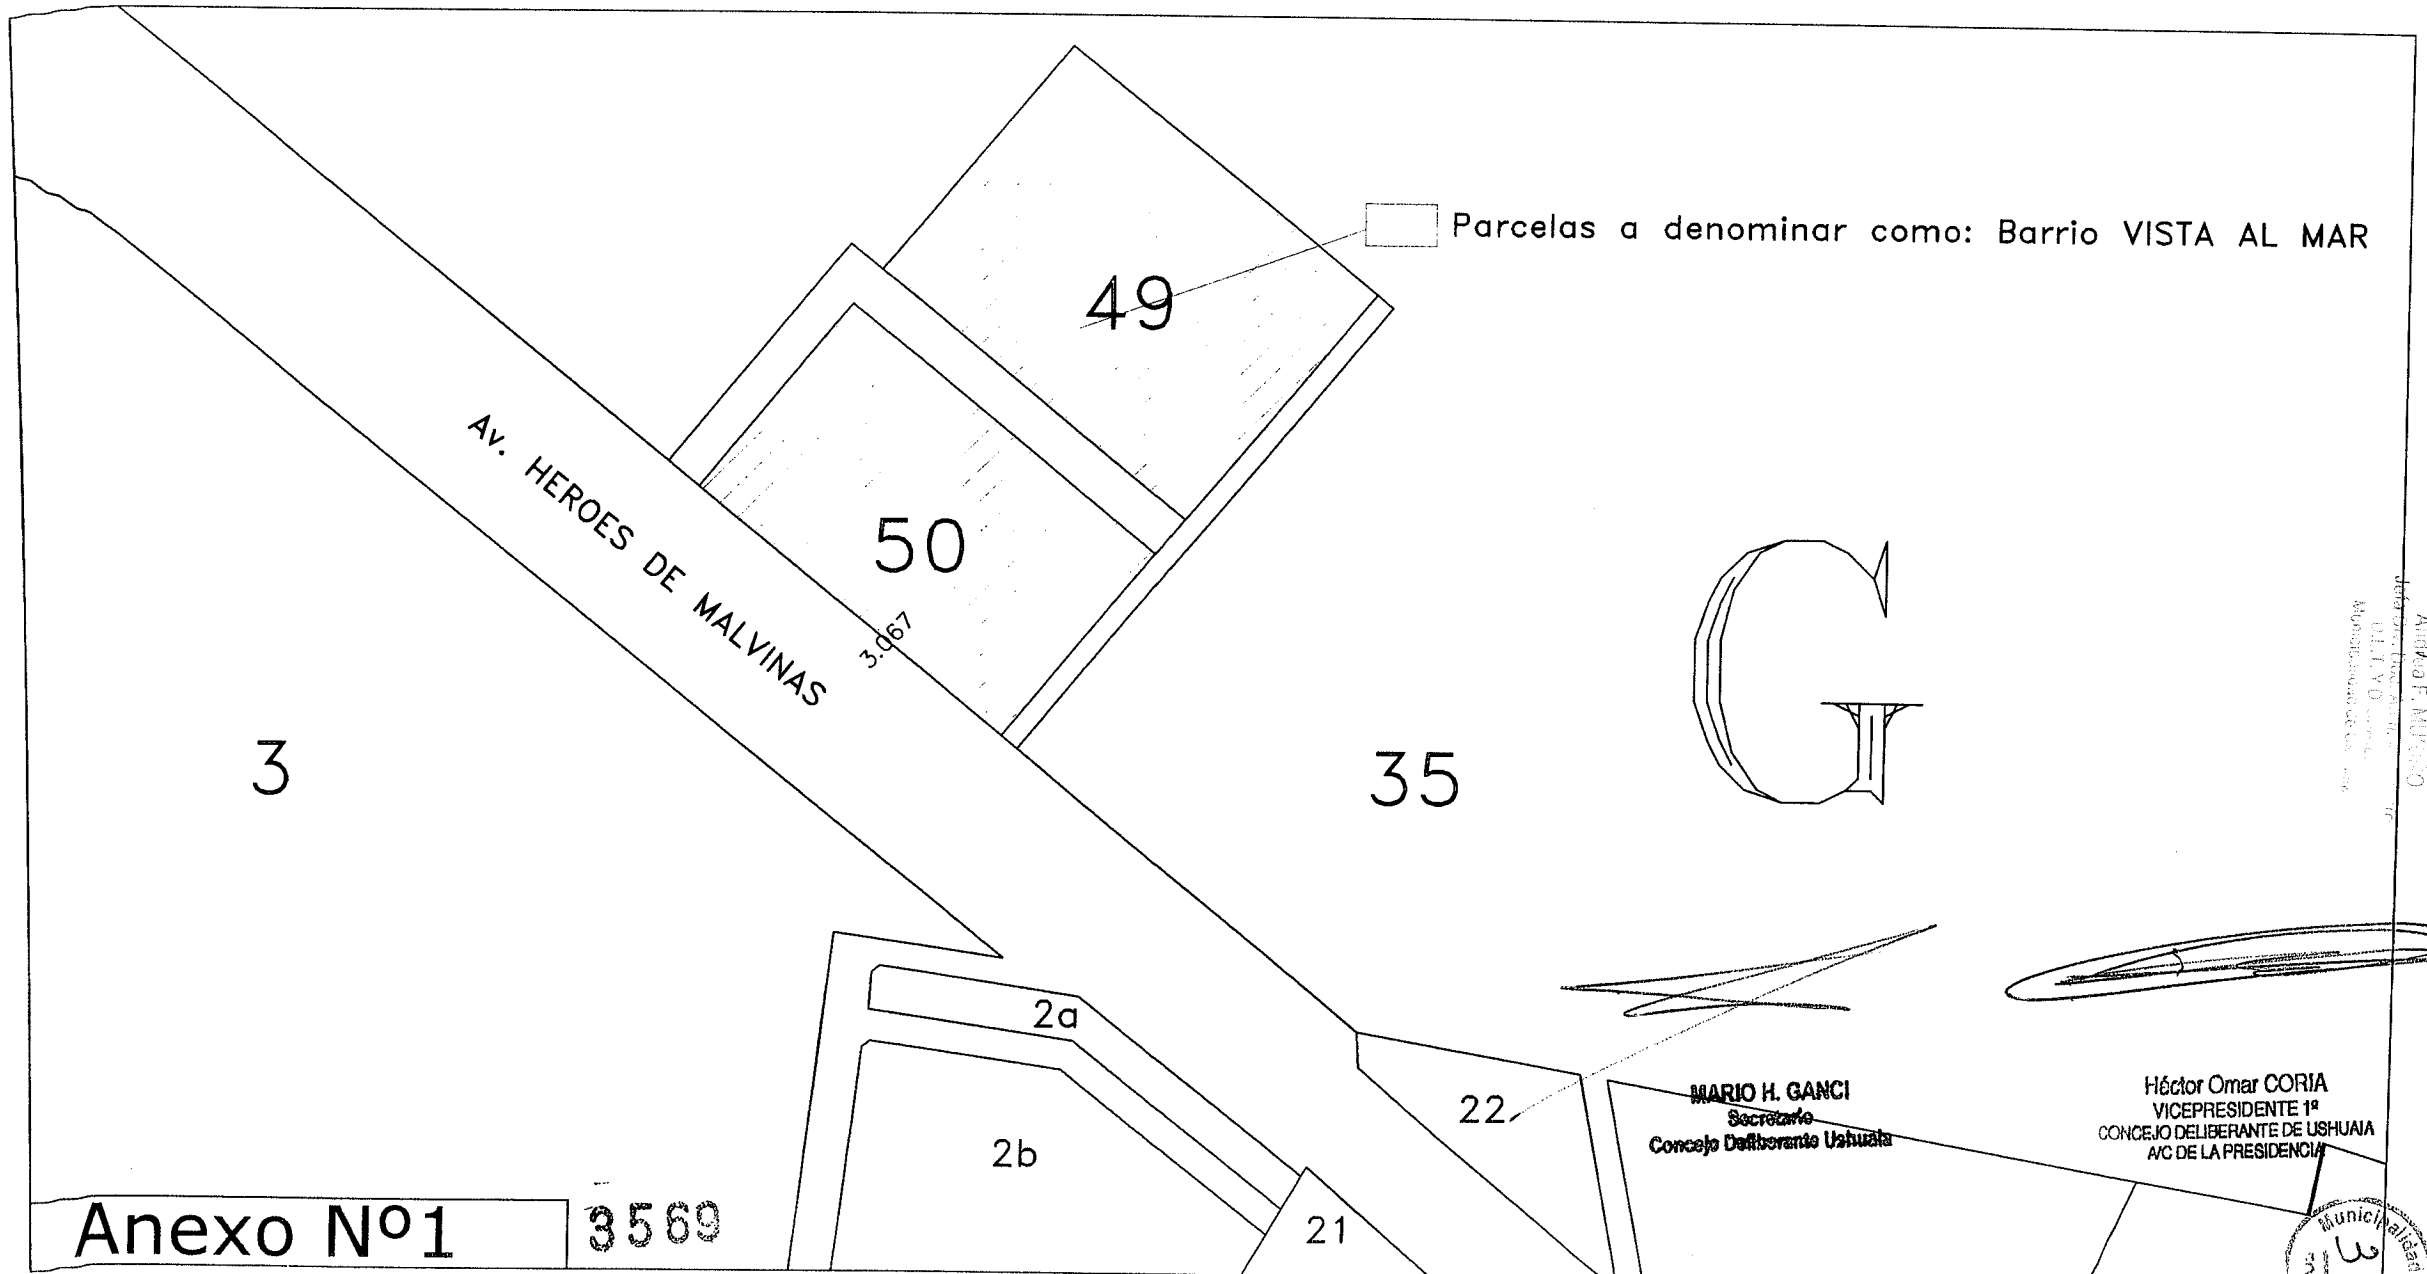 Parcelas a denominar como: Barrio VISTA AL MAR
49
Av. HEROES DE MALVINAS
50
3.067
G
3
35
2a
22
2b
21
MARIO H. GANCI
Secretario
Concejo Deliberante Ushuaia
Héctor Omar CORIA
VICEPRESIDENTE 1º
CONCEJO DELIBERANTE DE USHUAIA
A/C DE LA PRESIDENCIA
Anexo Nº1
3569
Municipalidad